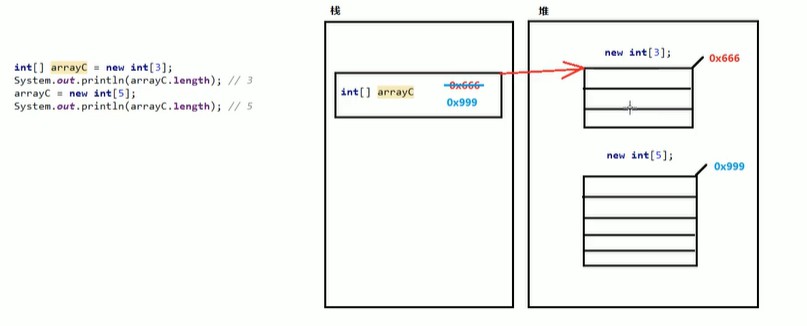 栈
堆
int[] arrayC = new int[3];
System.out.println(arrayC.length); // 3
arrayC = new int[5];
System.out.println(arrayC.length); // 5
int[] arrayC
0x666
0x999
new int[3];
0x666
new int[5];
0x999